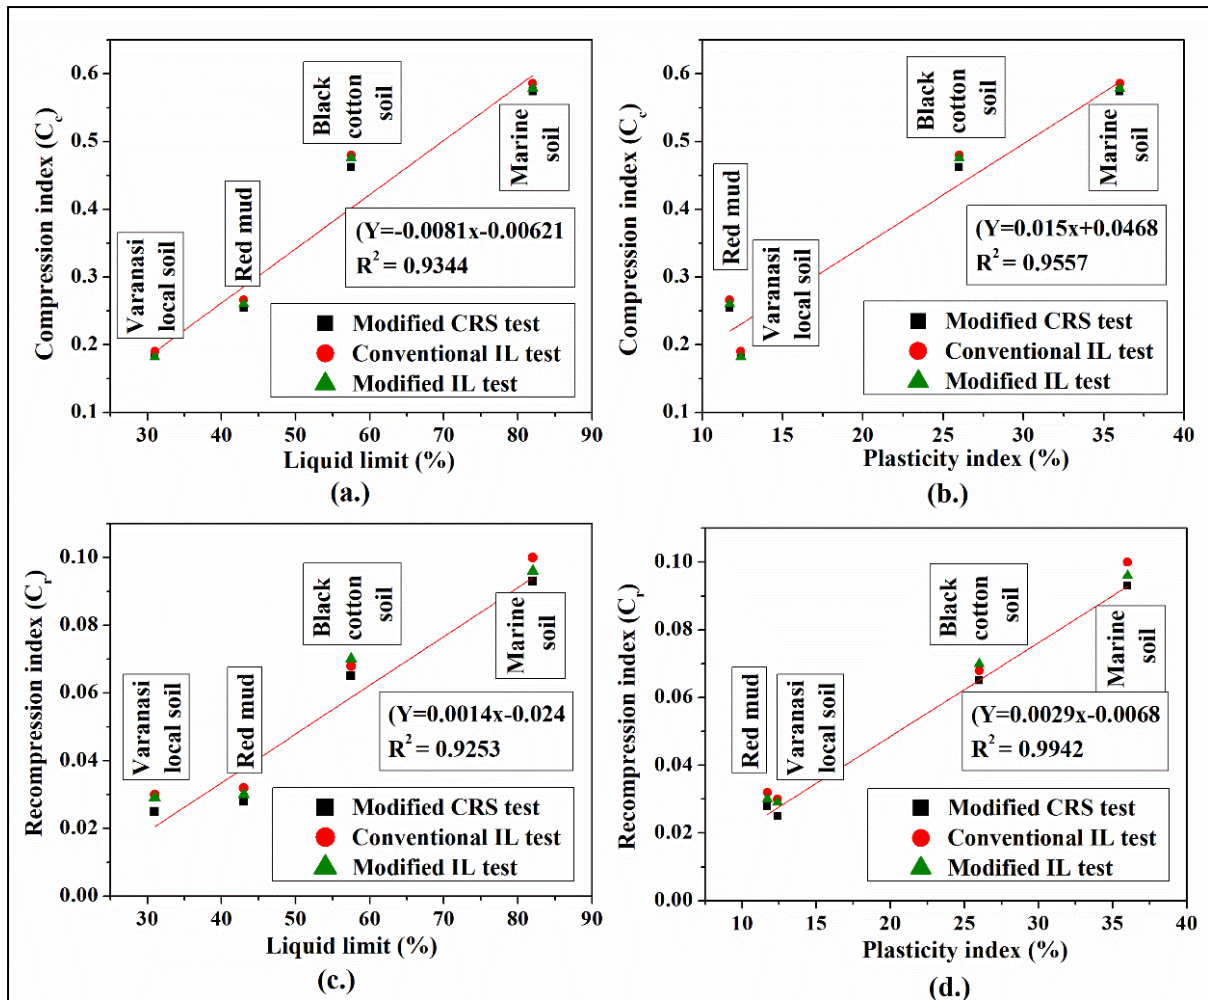 Compression index (Cc)
0.6
0.5
0.4
0.3
0.2
0.1
Varanasi
local soil
Red mud
Black
cotton
soil
Marine
soil
(Y=-0.0081x-0.00621
R² = 0.9344
Modified CRS test
Conventional IL test
Modified IL test
30 40 50 60 70 80 90
Liquid limit (%)
(a.)
Compression index (Cc)
0.6
0.5
0.4
0.3
0.2
0.1
Red mud
Varanasi
local soil
Black
cotton
soil
Marine
soil
(Y=0.015x+0.0468
R² = 0.9557
Modified CRS test
Conventional IL test
Modified IL test
10 15 20 25 30 35 40
Plasticity index (%)
(b.)
Recompression index (Cr)
0.10
0.08
0.06
0.04
0.02
0.00
Varanasi
local soil
Red mud
Black
cotton
soil
Marine
soil
(Y=0.0014x-0.024
R² = 0.9253
Modified CRS test
Conventional IL test
Modified IL test
30 40 50 60 70 80 90
Liquid limit (%)
(c.)
Recompression index (Cr)
0.10
0.08
0.06
0.04
0.02
0.00
Red mud
Varanasi
local soil
Black
cotton
soil
Marine
soil
(Y=0.0029x-0.0068
R² = 0.9942
Modified CRS test
Conventional IL test
Modified IL test
10 15 20 25 30 35 40
Plasticity index (%)
(d.)